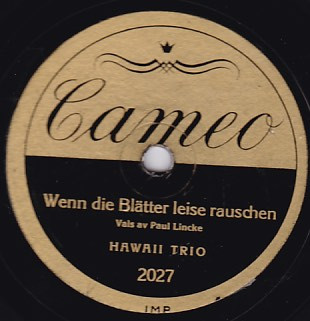 Cameo
Wenn die Blätter leise rauschen
Vals av Paul Lincke
HAWAII TRIO
2027
IMP.